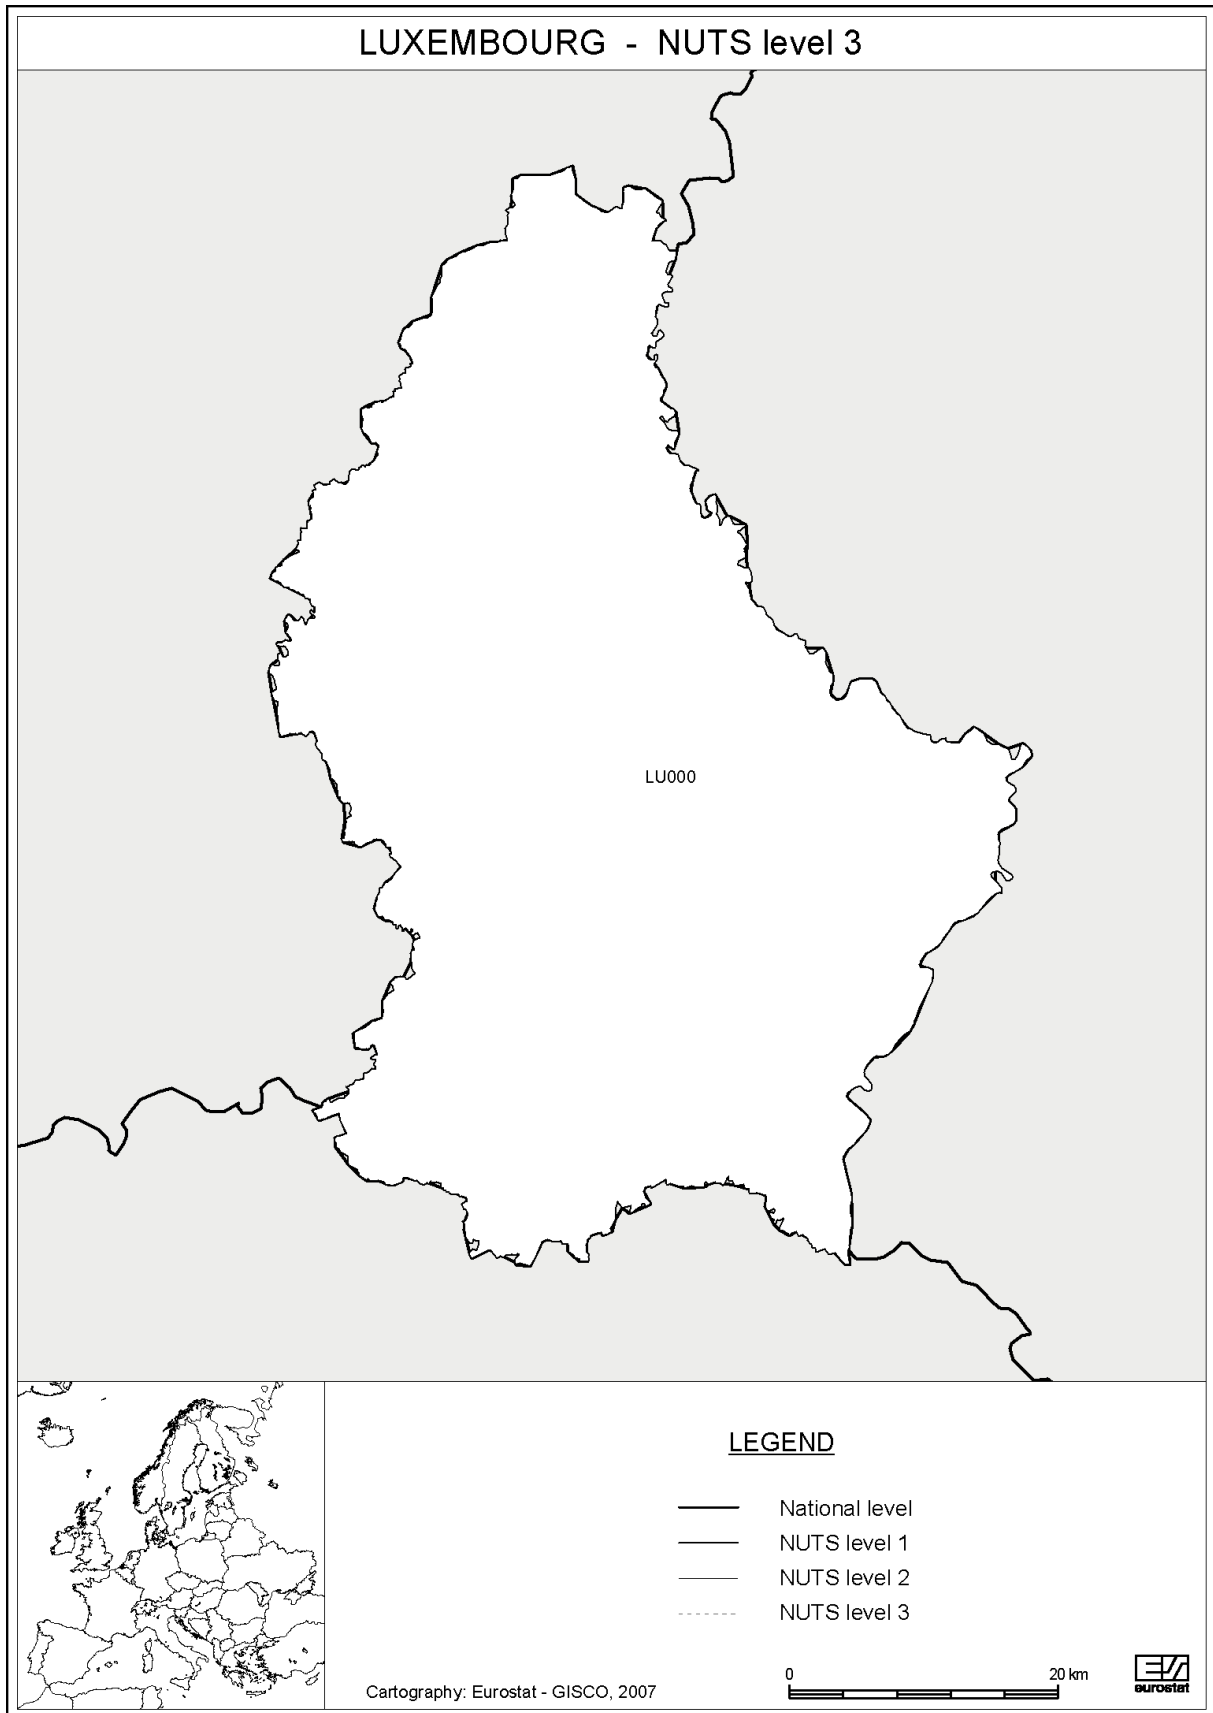 LUXEMBOURG - NUTS level 3
LU000
LEGEND
National level
NUTS level 1
NUTS level 2
NUTS level 3
0 20 km
eurostat
Cartography: Eurostat - GISCO, 2007